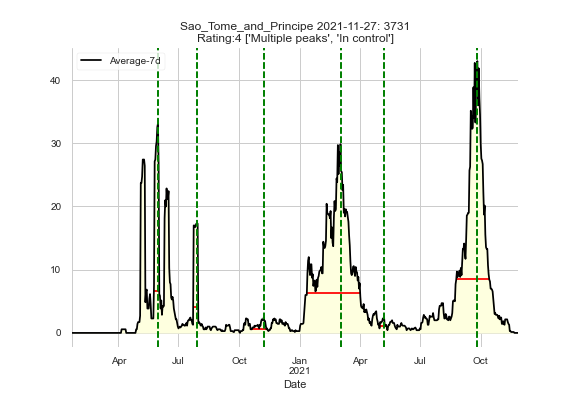 Sao_Tome_and_Principe 2021-11-27: 3731
Rating:4 ['Multiple peaks', 'In control']
Average-7d
40
30
20
10
0
Apr Jul Oct Jan Apr Jul Oct
2021
Date